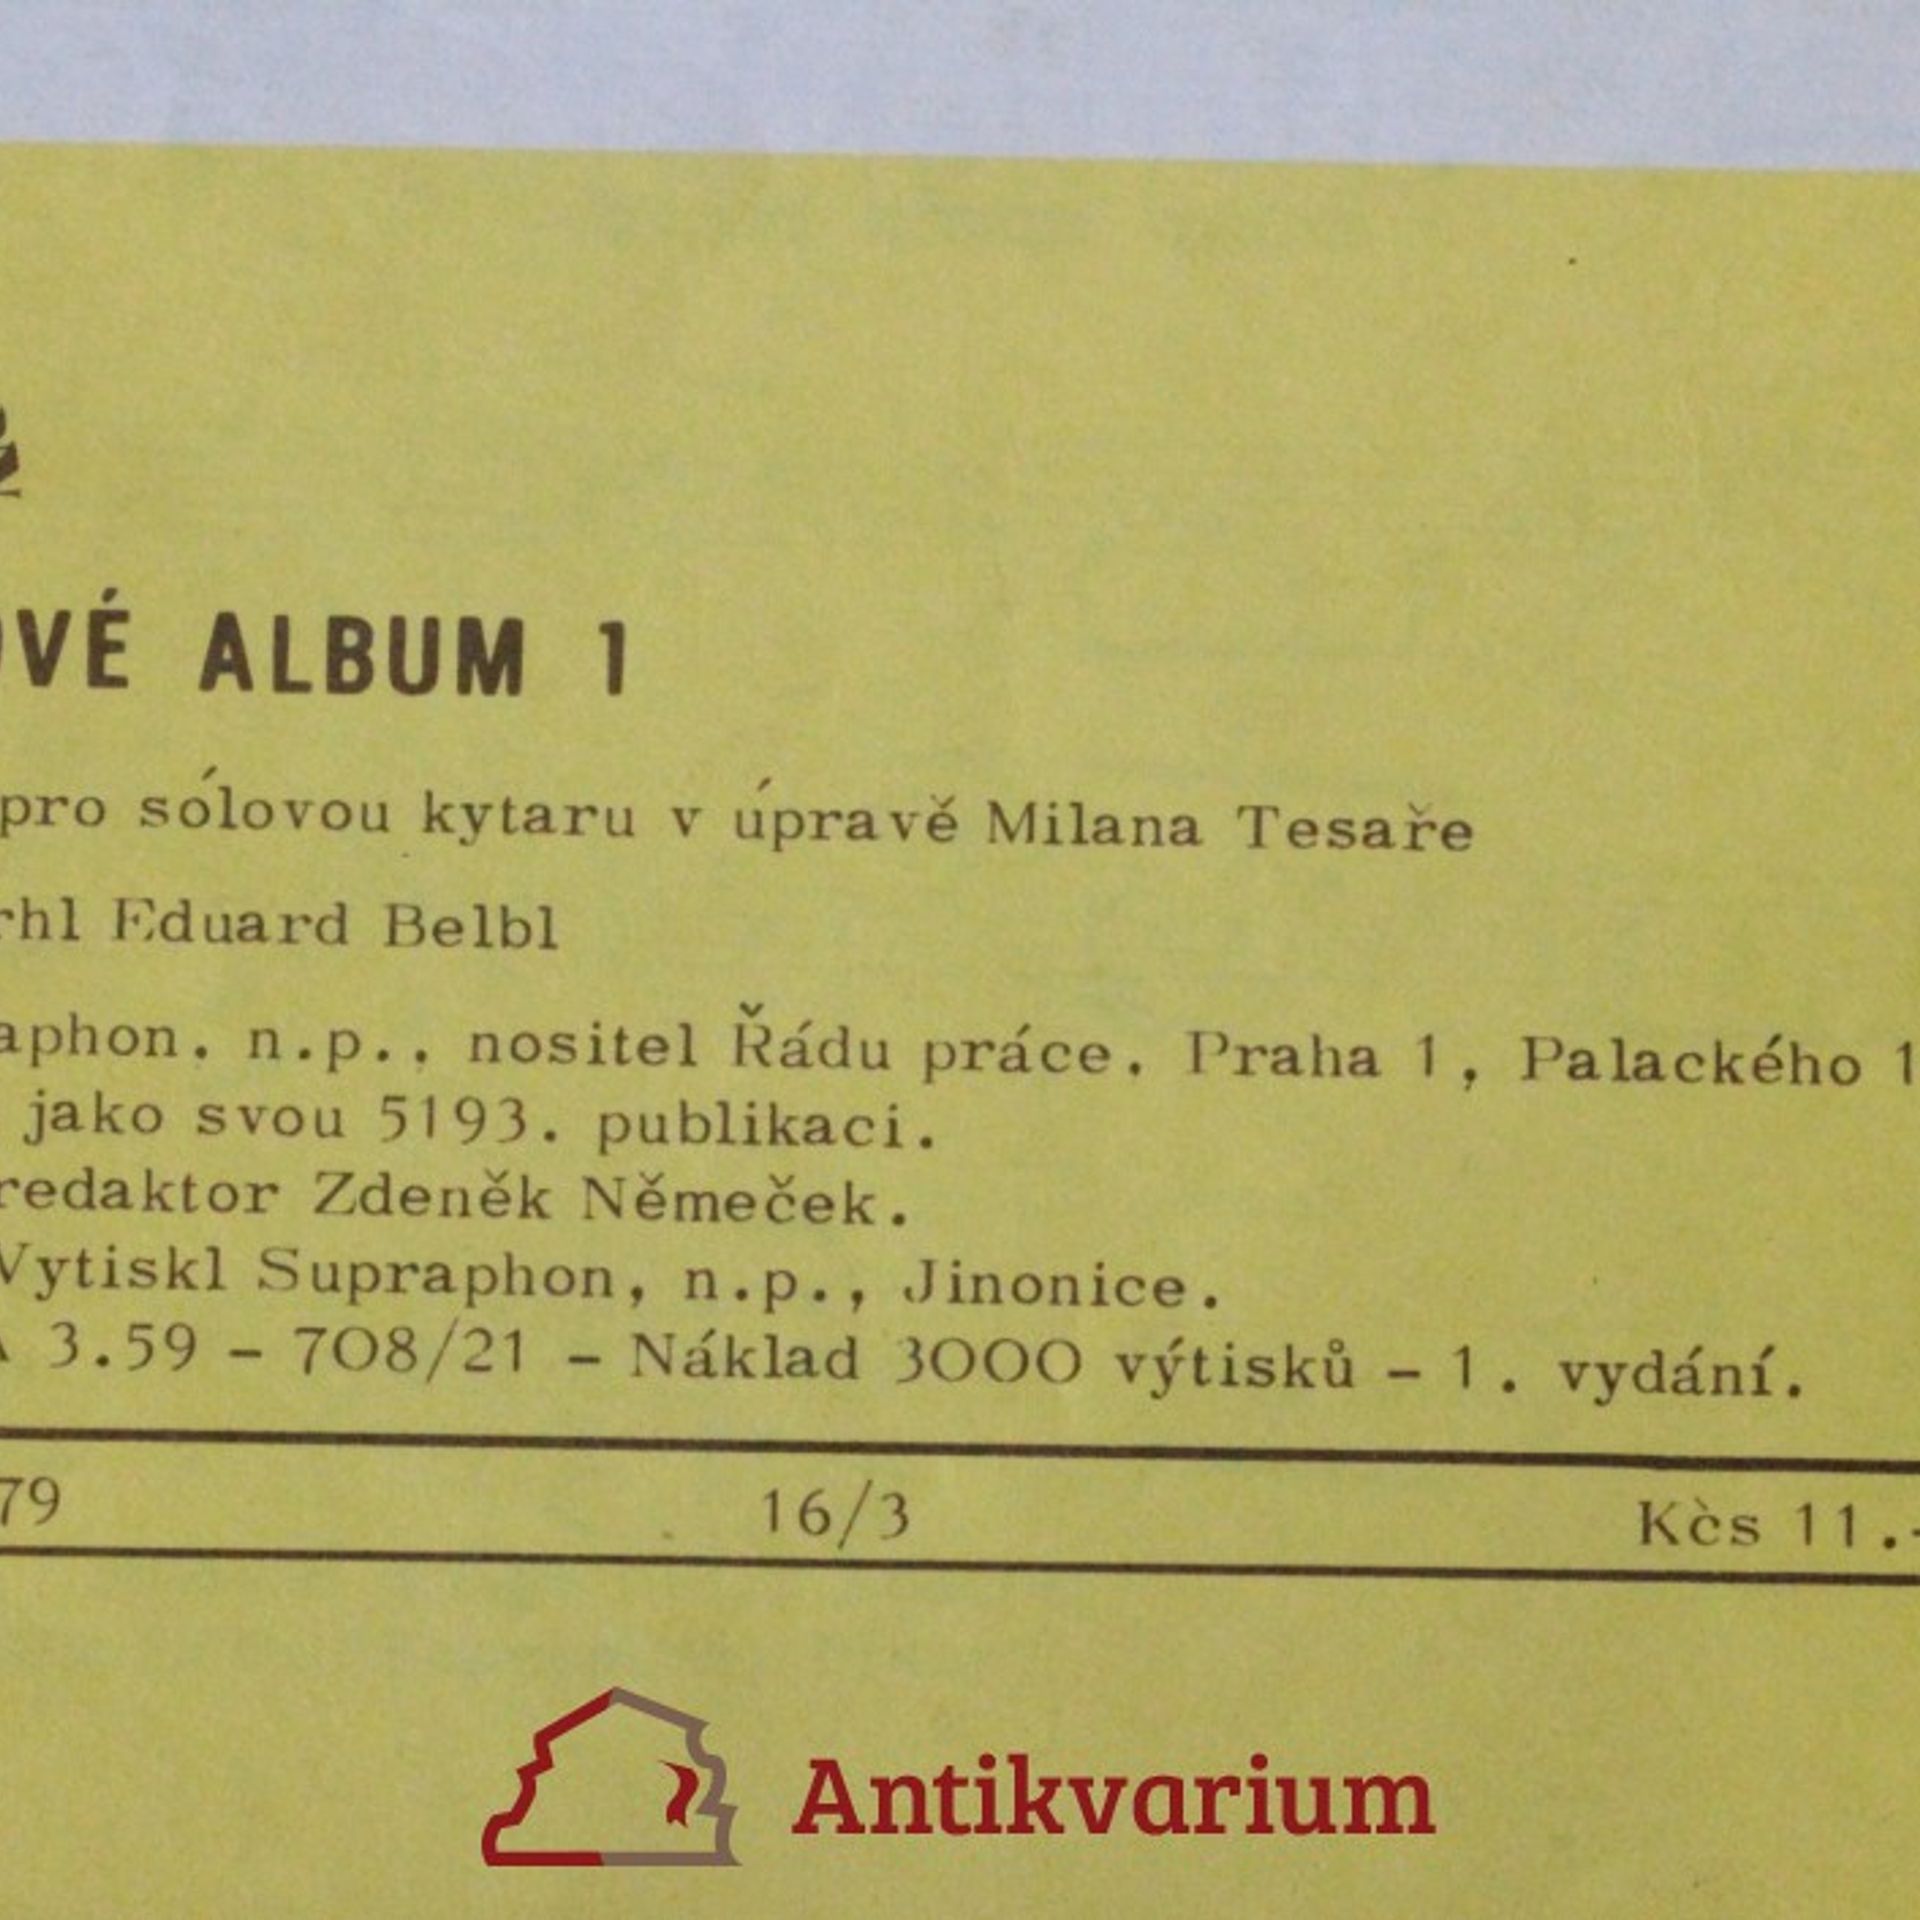 OVÉ ALBUM 1
pro sólovou kytaru v úpravě Milana Tesaře
rhl Eduard Belbl
aphon. n.p.. nositel Řádu práce. Praha 1, Palackého 1
jako svou 5193. publikaci.
redaktor Zdeněk Němeček.
Vytiskl Supraphon, n.p., Jinonice.
A 3.59 – 708/21 – Náklad 3000 výtisků – 1. vydání.
79 16/3 Kčs 11.-
Antikvarium